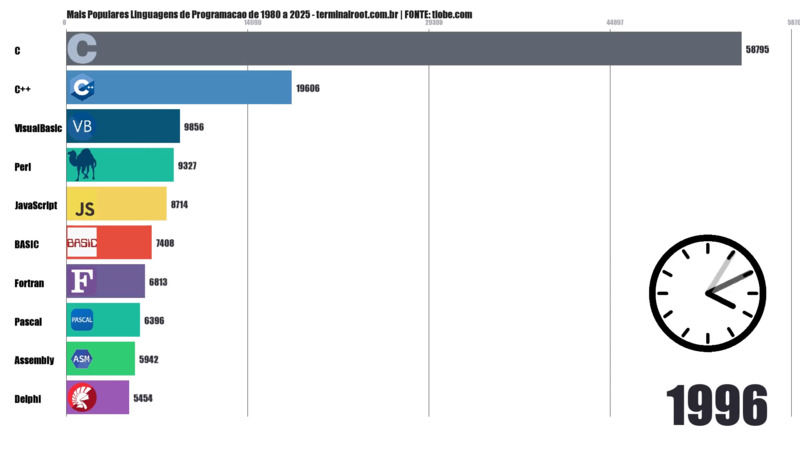 Mais Populares Linguagens de Programacao de 1980 a 2025 - terminalroot.com.br | FONTE: tiobe.com
0 14699 29398 44097 5879
C C 58795
C++ C++ 19606
VisualBasic VB 9856
Perl 9327
JavaScript JS 8714
BASIC BASIC 7408
Fortran F 6813
Pascal PASCAL 6396
Assembly ASM 5942
Delphi 5454
1996